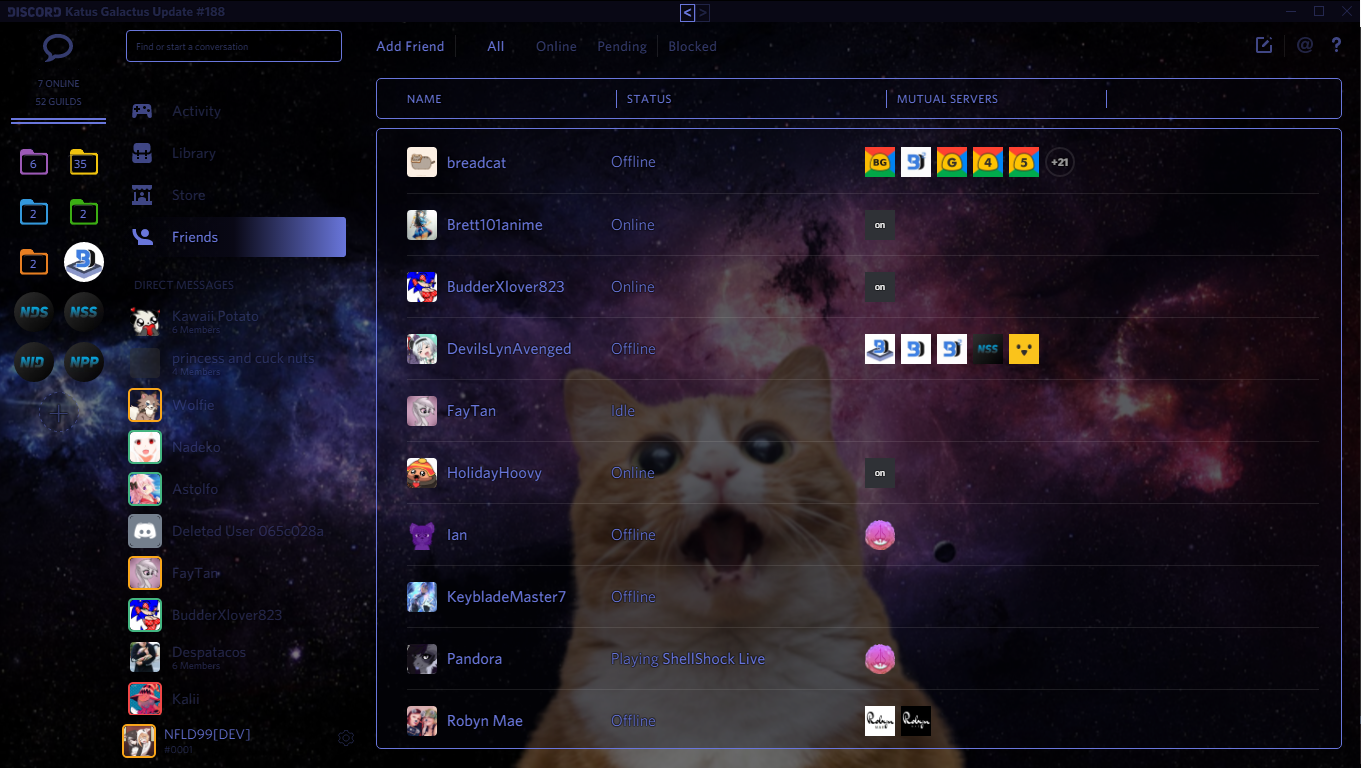 DISCORD Katus Galactus Update #188
< >
7 ONLINE
52 GUILDS
6
35
2
2
2
NDS
NSS
NID
NPP
Find or start a conversation
Activity
Library
Store
Friends
DIRECT MESSAGES
Kawaii Potato
6 Members
princess and cuck nuts
4 Members
Wolfie
Nadeko
Astolfo
Deleted User 065c028a
FayTan
BudderXlover823
Despatacos
6 Members
Kalii
NFLD99[DEV]
#0001
Add Friend All Online Pending Blocked @ ?
NAME STATUS MUTUAL SERVERS
breadcat Offline BG G 4 5 +21
Brett101anime Online on
BudderXlover823 Online on
DevilsLynAvenged Offline NSS
FayTan Idle
HolidayHoovy Online on
Ian Offline
KeybladeMaster7 Offline
Pandora Playing ShellShock Live
Robyn Mae Offline Robyn Robyn